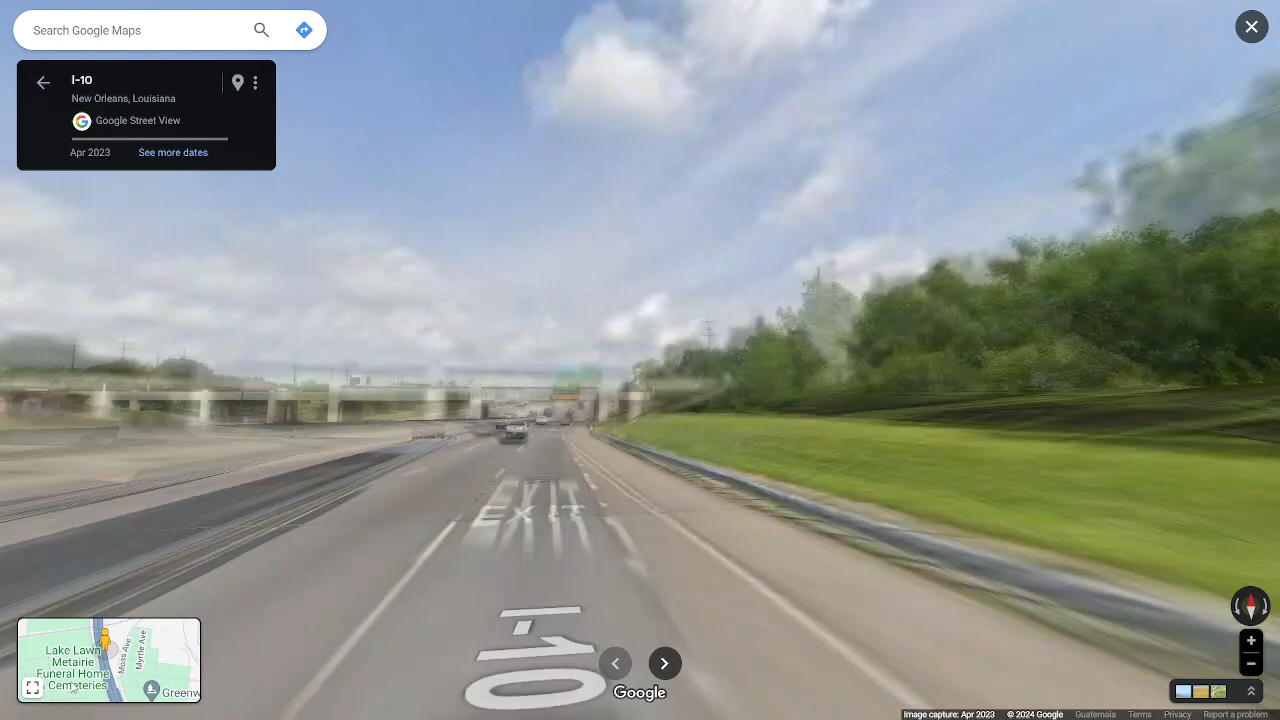 Search Google Maps
I-10
New Orleans, Louisiana
Google Street View
Apr 2023
See more dates
EXIT
I-10
Lake Lawn
Metairie
Funeral Home
Cemeteries
Moss Ave
Myrtle Ave
Greenw
Google
Image capture: Apr 2023 © 2024 Google Guatemala Terms Privacy Report a problem